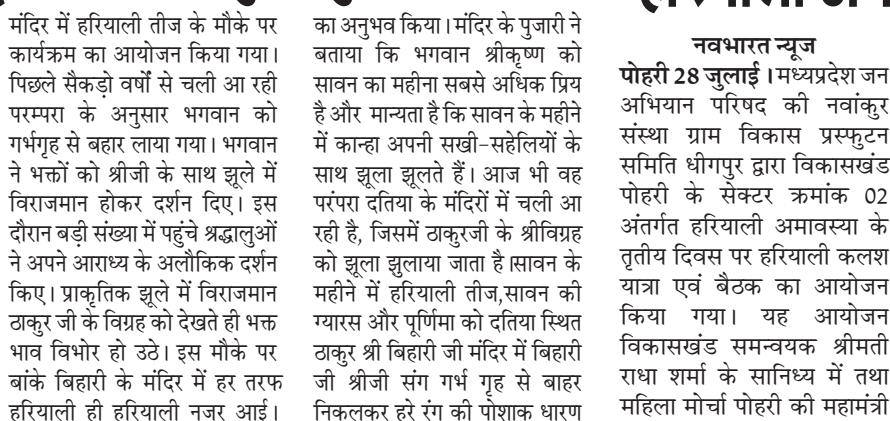 मंदिर में हरियाली तीज के मौके पर
कार्यक्रम का आयोजन किया गया।
पिछले सैकड़ो वर्षों से चली आ रही
परम्परा के अनुसार भगवान को
गर्भगृह से बहार लाया गया। भगवान
ने भक्तों को श्रीजी के साथ झूले में
विराजमान होकर दर्शन दिए। इस
दौरान बड़ी संख्या में पहुंचे श्रद्धालुओं
ने अपने आराध्य के अलौकिक दर्शन
किए। प्राकृतिक झूले में विराजमान
ठाकुर जी के विग्रह को देखते ही भक्त
भाव विभोर हो उठे। इस मौके पर
बांके बिहारी के मंदिर में हर तरफ
हरियाली ही हरियाली नजर आई।
का अनुभव किया। मंदिर के पुजारी ने
बताया कि भगवान श्रीकृष्ण को
सावन का महीना सबसे अधिक प्रिय
है और मान्यता है कि सावन के महीने
में कान्हा अपनी सखी-सहेलियों के
साथ झूला झूलते हैं। आज भी वह
परंपरा दतिया के मंदिरों में चली आ
रही है, जिसमें ठाकुरजी के श्रीविग्रह
को झूला झुलाया जाता है।सावन के
महीने में हरियाली तीज,सावन की
ग्यारस और पूर्णिमा को दतिया स्थित
ठाकुर श्री बिहारी जी मंदिर में बिहारी
जी श्रीजी संग गर्भ गृह से बाहर
निकलकर हरे रंग की पोशाक धारण
नवभारत न्यूज
पोहरी 28 जुलाई। मध्यप्रदेश जन
अभियान परिषद की नवांकुर
संस्था ग्राम विकास प्रस्फुटन
समिति धीगपुर द्वारा विकासखंड
पोहरी के सेक्टर क्रमांक 02
अंतर्गत हरियाली अमावस्या के
तृतीय दिवस पर हरियाली कलश
यात्रा एवं बैठक का आयोजन
किया गया। यह आयोजन
विकासखंड समन्वयक श्रीमती
राधा शर्मा के सानिध्य में तथा
महिला मोर्चा पोहरी की महामंत्री